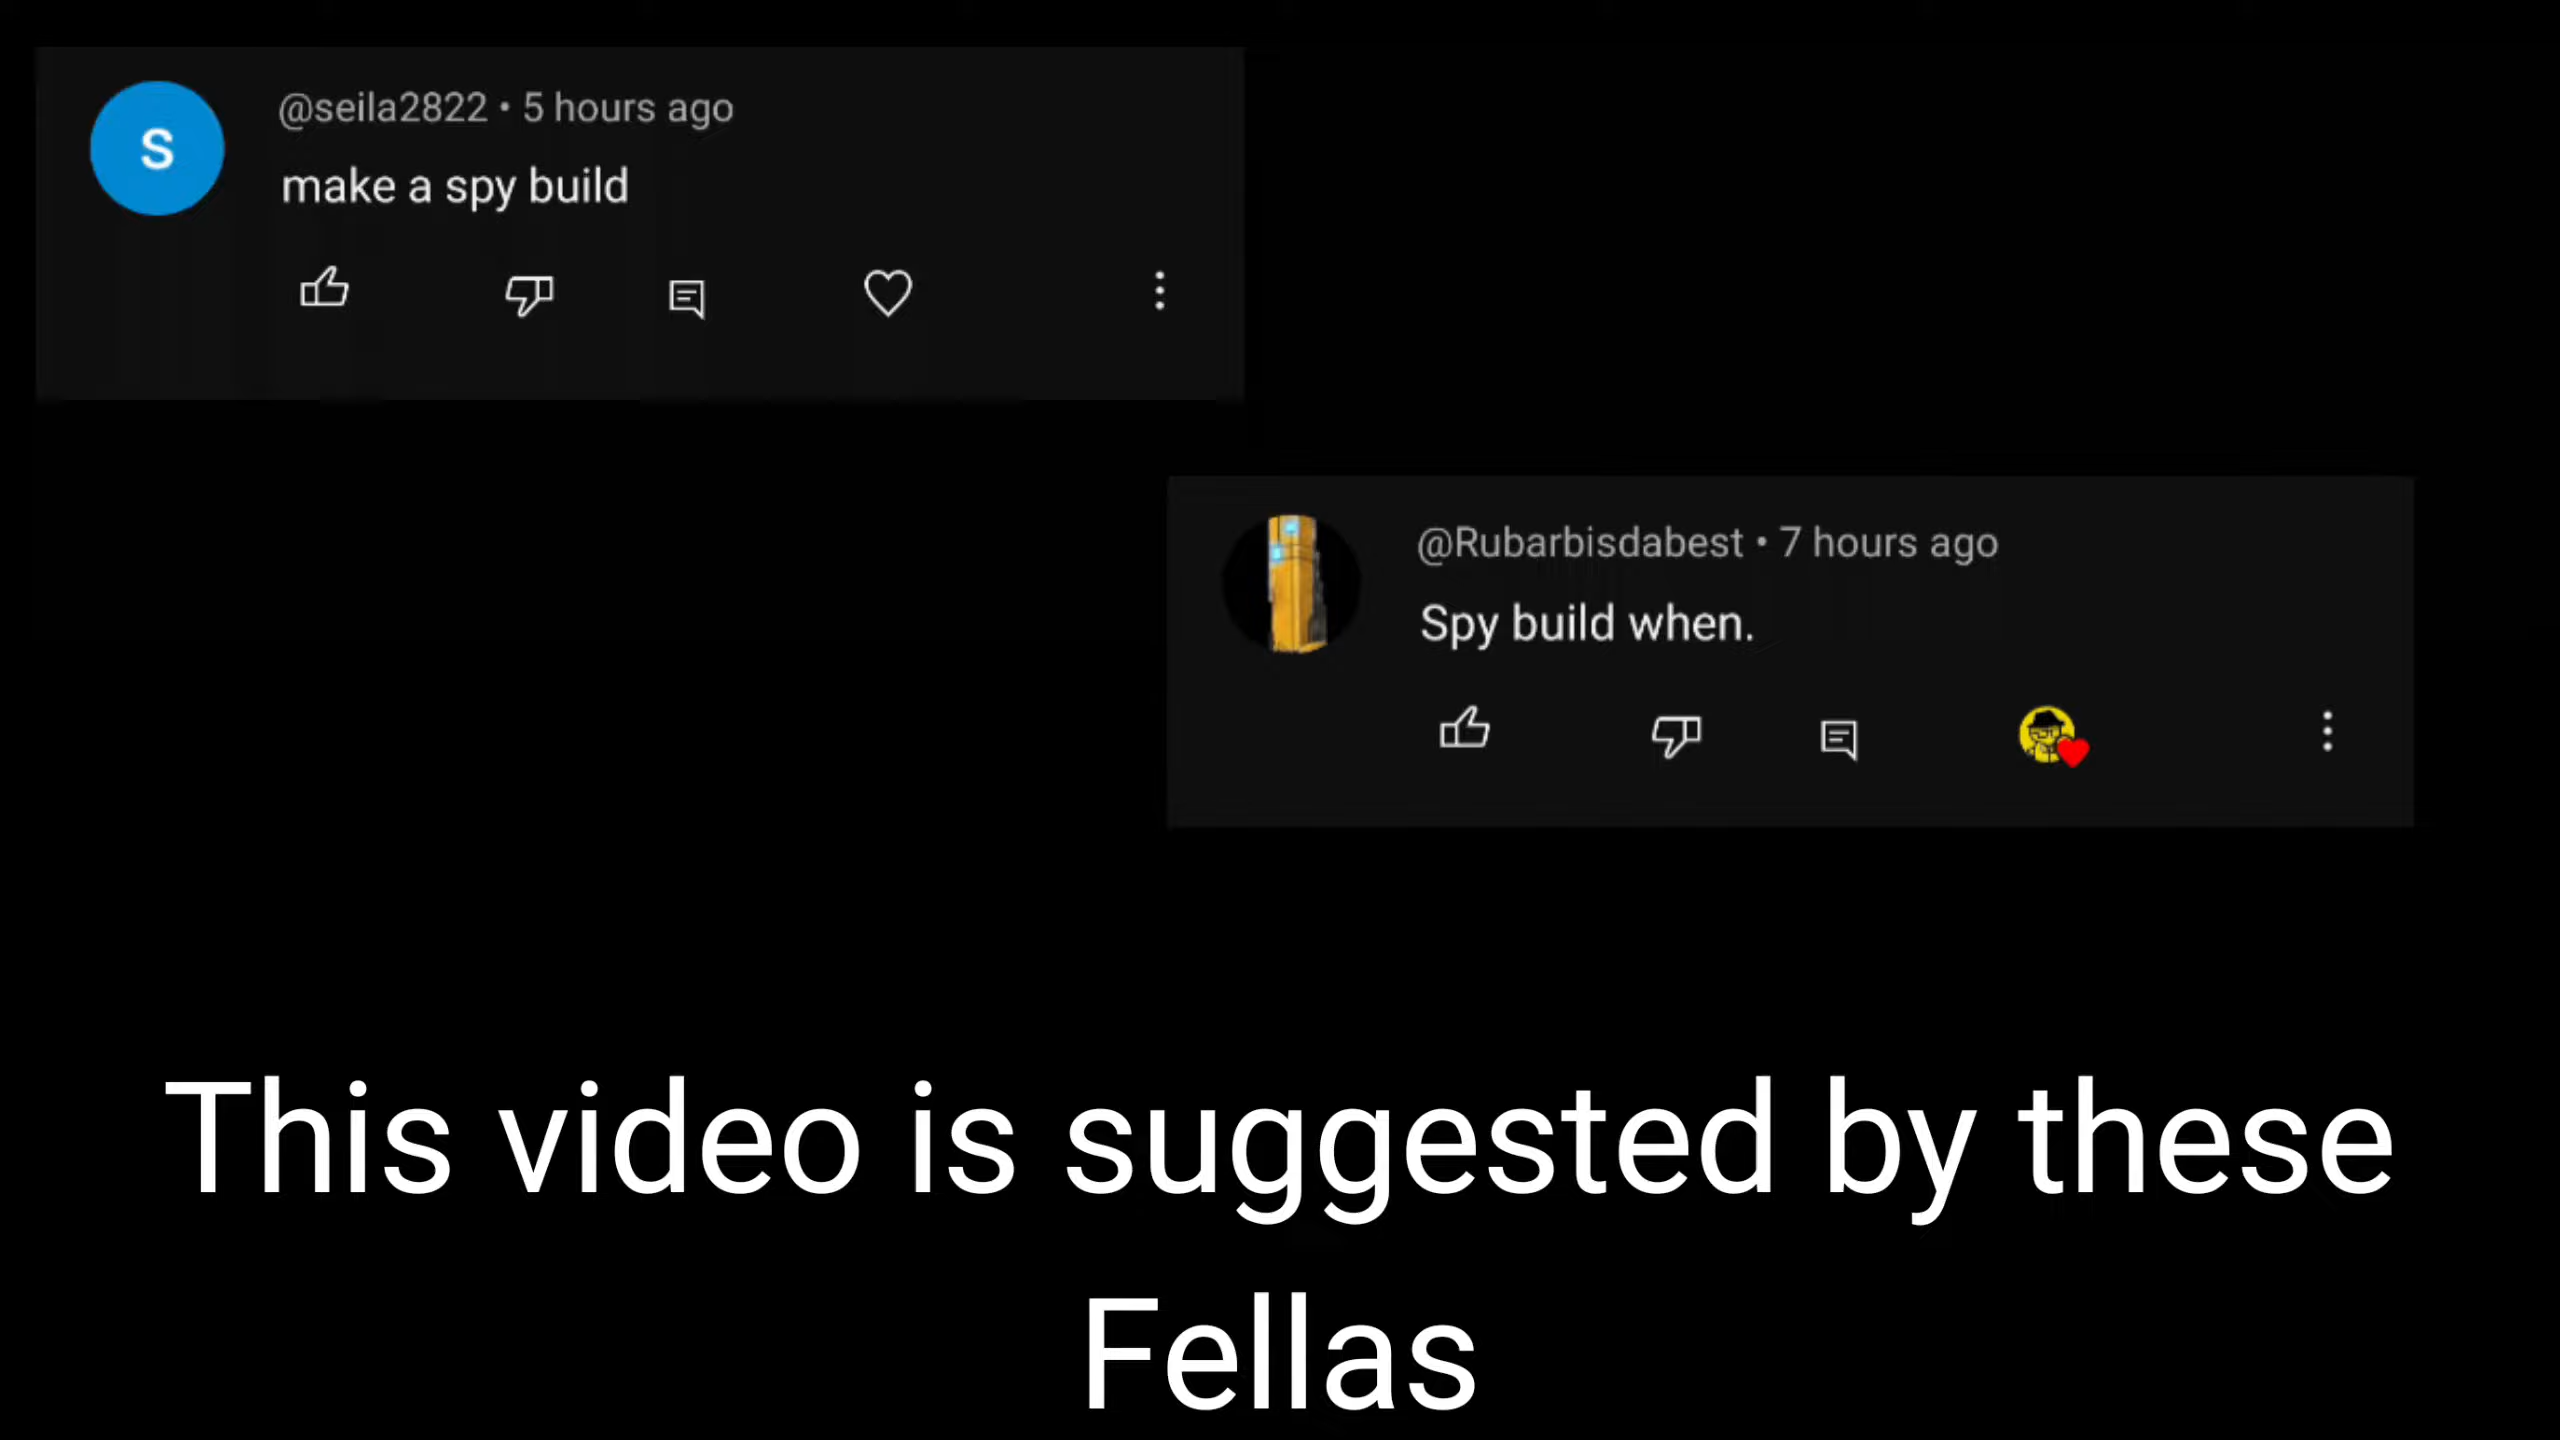 S
@seila2822 • 5 hours ago
make a spy build
@Rubarbisdabest • 7 hours ago
Spy build when.
This video is suggested by these
Fellas